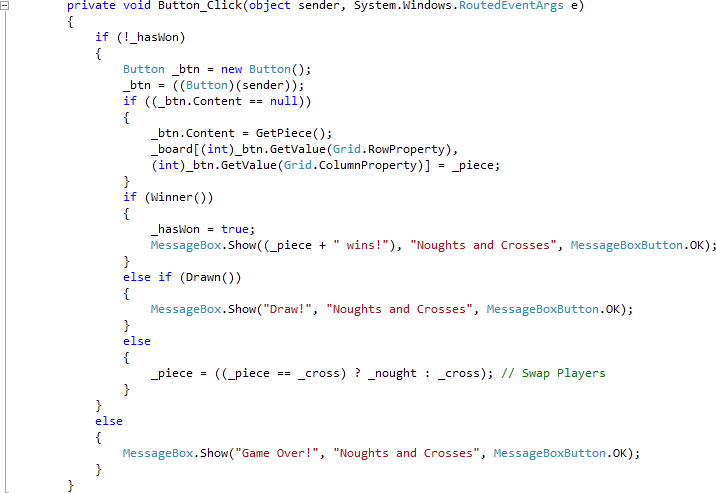 private void Button_Click(object sender, System.Windows.RoutedEventArgs e)
{
if (!_hasWon)
{
Button _btn = new Button();
_btn = ((Button)(sender));
if ((_btn.Content == null))
{
_btn.Content = GetPiece();
_board[(int)_btn.GetValue(Grid.RowProperty),
(int)_btn.GetValue(Grid.ColumnProperty)] = _piece;
}
if (Winner())
{
_hasWon = true;
MessageBox.Show((_piece + " wins!"), "Noughts and Crosses", MessageBoxButton.OK);
}
else if (Drawn())
{
MessageBox.Show("Draw!", "Noughts and Crosses", MessageBoxButton.OK);
}
else
{
_piece = ((_piece == _cross) ? _nought : _cross); // Swap Players
}
}
else
{
MessageBox.Show("Game Over!", "Noughts and Crosses", MessageBoxButton.OK);
}
}